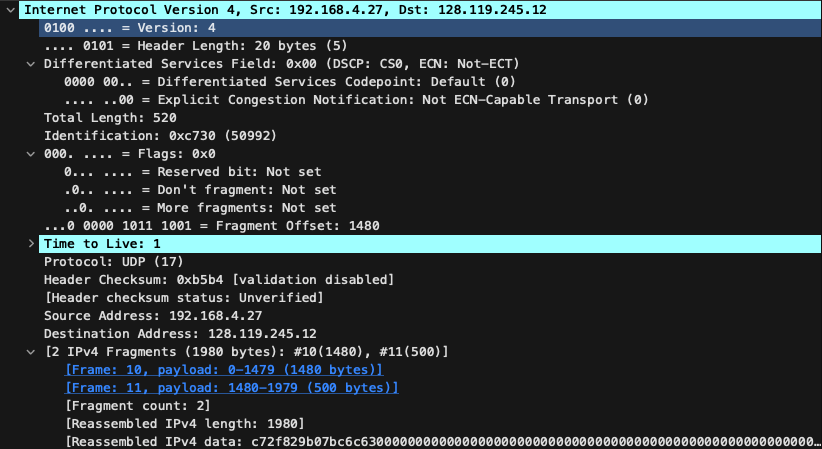 Internet Protocol Version 4, Src: 192.168.4.27, Dst: 128.119.245.12
0100 .... = Version: 4
.... 0101 = Header Length: 20 bytes (5)
Differentiated Services Field: 0x00 (DSCP: CS0, ECN: Not-ECT)
0000 00.. = Differentiated Services Codepoint: Default (0)
.... ..00 = Explicit Congestion Notification: Not ECN-Capable Transport (0)
Total Length: 520
Identification: 0xc730 (50992)
000. .... = Flags: 0x0
0... .... = Reserved bit: Not set
.0.. .... = Don't fragment: Not set
..0. .... = More fragments: Not set
...0 0000 1011 1001 = Fragment Offset: 1480
Time to Live: 1
Protocol: UDP (17)
Header Checksum: 0xb5b4 [validation disabled]
[Header checksum status: Unverified]
Source Address: 192.168.4.27
Destination Address: 128.119.245.12
[2 IPv4 Fragments (1980 bytes): #10(1480), #11(500)]
[Frame: 10, payload: 0-1479 (1480 bytes)]
[Frame: 11, payload: 1480-1979 (500 bytes)]
[Fragment count: 2]
[Reassembled IPv4 length: 1980]
[Reassembled IPv4 data: c72f829b07bc6c63000000000000000000000000000000000000000000000000000000000…